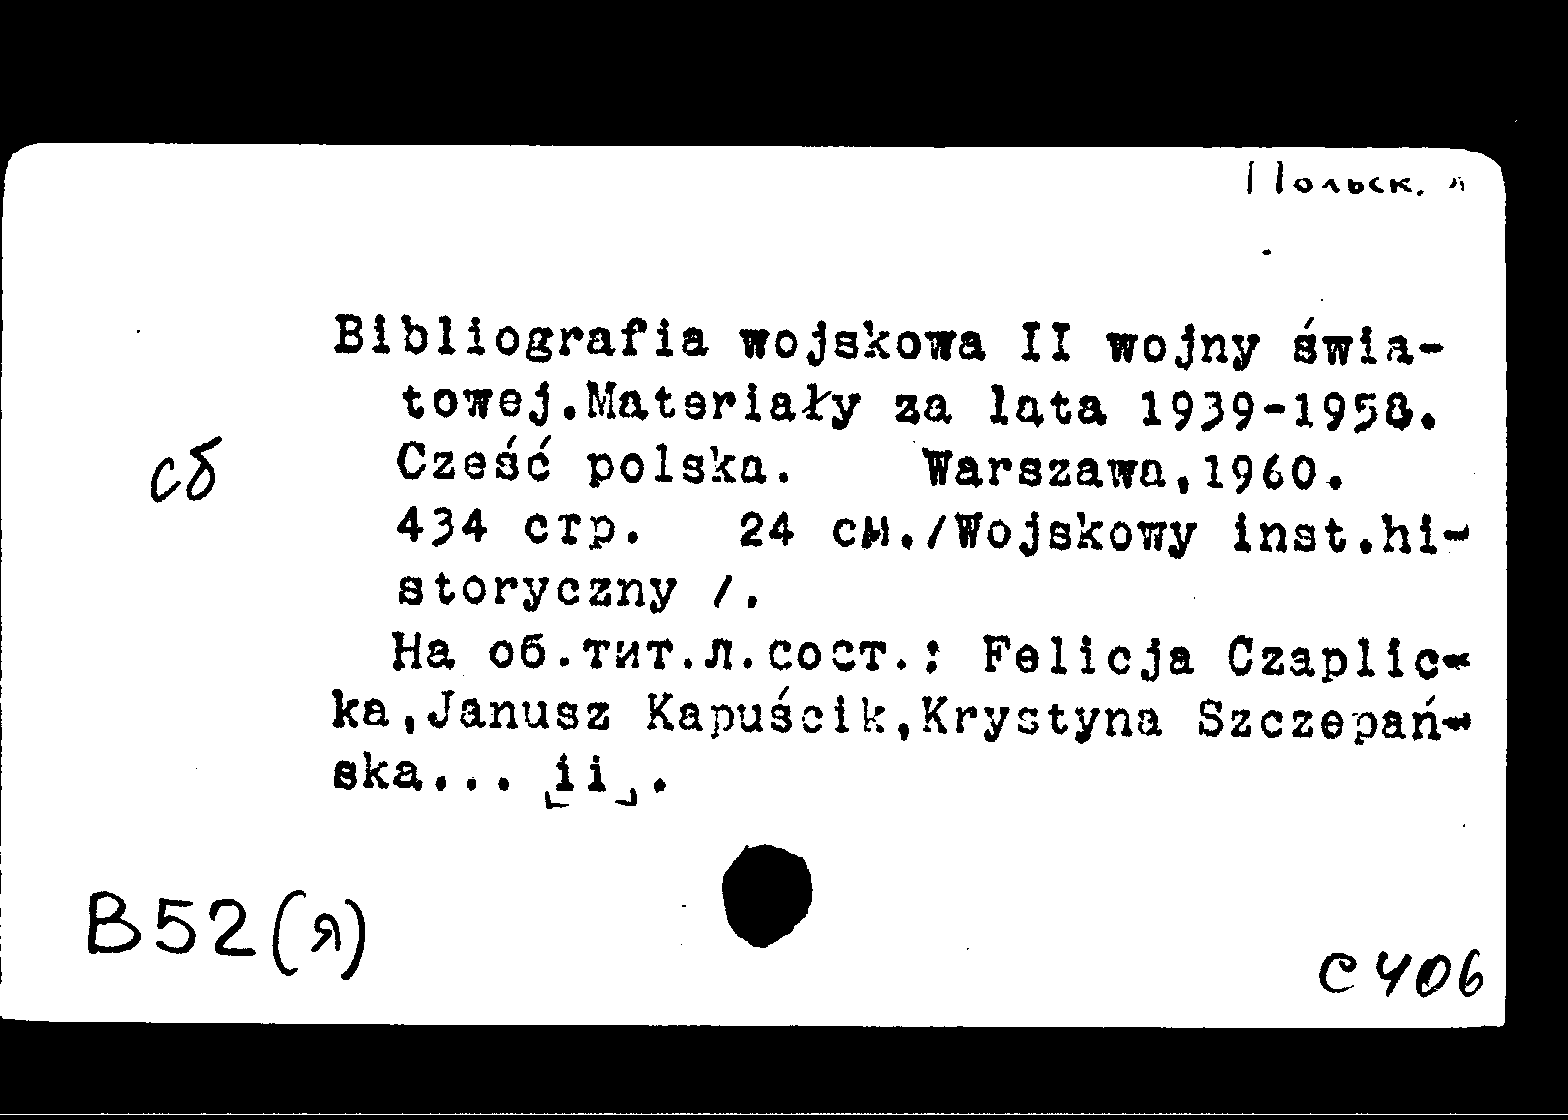 Польск. я
Bibliografia wojskowa II wojny świa-
towej.Materiały za lata 1939-1958.
Cześć polska. Warszawa,1960.
сб
434 стр. 24 см./Wojskowy inst.hi-
storyczny /.
На об.тит.л.сост.: Felicja Czaplic-
ka,Janusz Kapuścik,Krystyna Szczepań-
ska... [ii].
В52(я)
с406